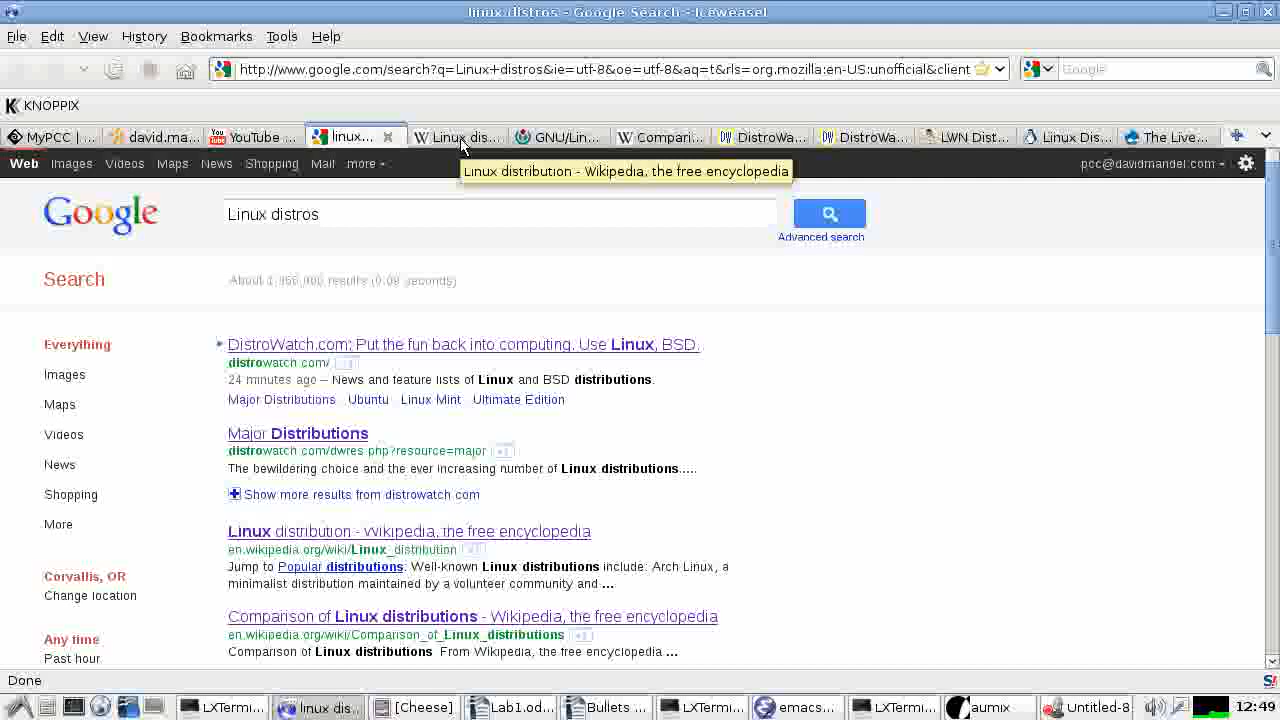 linux distros - Google Search - Iceweasel
File Edit View History Bookmarks Tools Help
http://www.google.com/search?q=Linux+distros&ie=utf-8&oe=utf-8&aq=t&rls=org.mozilla:en-US:unofficial&client Google
KNOPPIX
MyPCC | ... david.ma... YouTube ... linux... Linux dis... GNU/Lin... Compari... DistroWa... DistroWa... LWN Dist... Linux Dis... The Live...
Web Images Videos Maps News Shopping Mail more pcc@davidmandel.com
Linux distribution - Wikipedia, the free encyclopedia
Google Linux distros
Advanced search
Search About 1,966,000 results (0.09 seconds)
Everything
Images
Maps
Videos
News
Shopping
More
Corvallis, OR
Change location
Any time
Past hour
DistroWatch.com: Put the fun back into computing. Use Linux, BSD.
distrowatch.com/
24 minutes ago – News and feature lists of Linux and BSD distributions.
Major Distributions Ubuntu Linux Mint Ultimate Edition
Major Distributions
distrowatch.com/dwres.php?resource=major +1
The bewildering choice and the ever increasing number of Linux distributions.....
Show more results from distrowatch.com
Linux distribution - Wikipedia, the free encyclopedia
en.wikipedia.org/wiki/Linux_distribution +1
Jump to Popular distributions: Well-known Linux distributions include: Arch Linux, a
minimalist distribution maintained by a volunteer community and ...
Comparison of Linux distributions - Wikipedia, the free encyclopedia
en.wikipedia.org/wiki/Comparison_of_Linux_distributions +1
Comparison of Linux distributions From Wikipedia, the free encyclopedia ...
Done
LXTermi... linux dis... [Cheese] Lab1.od... Bullets ... LXTermi... emacs... LXTermi... aumix Untitled-8 12:49